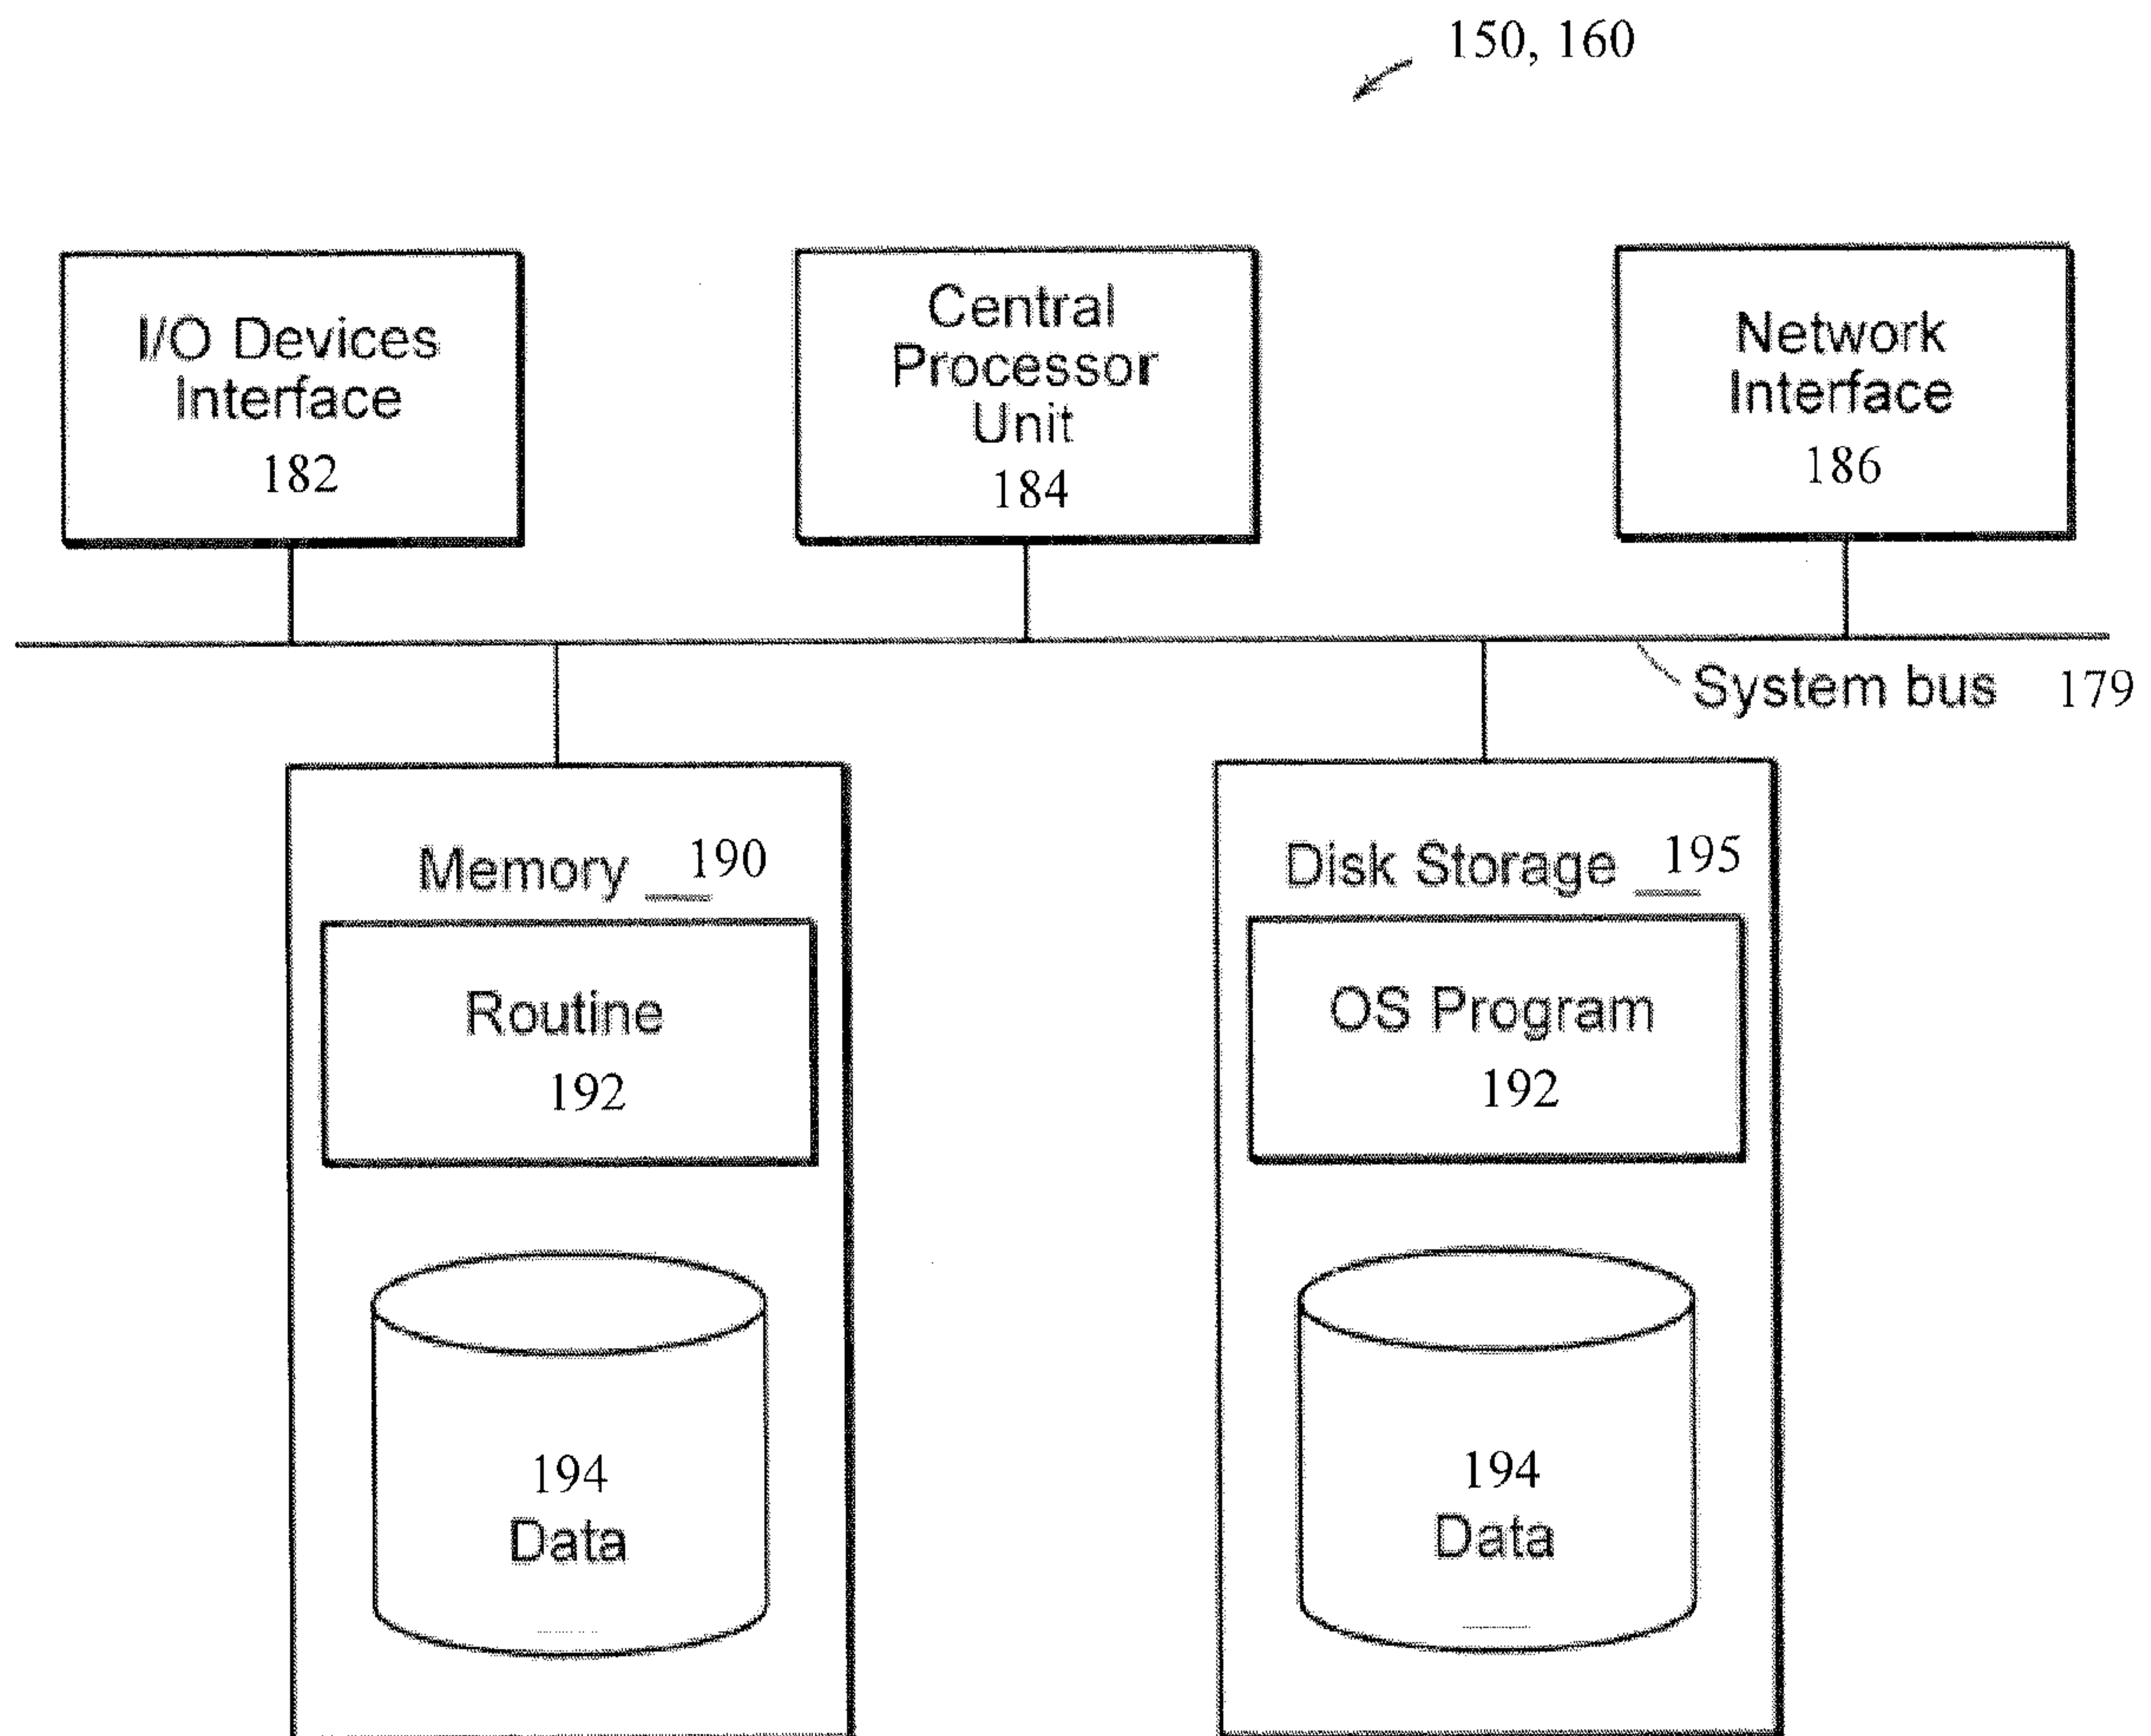 150, 160
I/O Devices
Interface
182
Central
Processor
Unit
184
Network
Interface
186
System bus 179
Memory 190
Routine
192
194
Data
Disk Storage 195
OS Program
192
194
Data